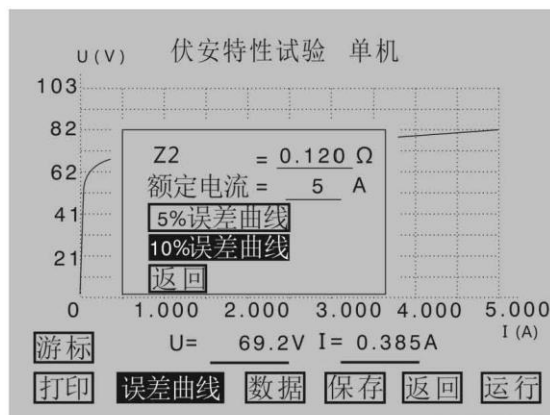 U(V) 伏安特性试验 单机
103
82
62
41
21
Z2 = 0.120 Ω
额定电流 = 5 A
5%误差曲线
10%误差曲线
返回
0 1.000 2.000 3.000 4.000 5.000
I (A)
游标 U= 69.2V I= 0.385A
打印 误差曲线 数据 保存 返回 运行